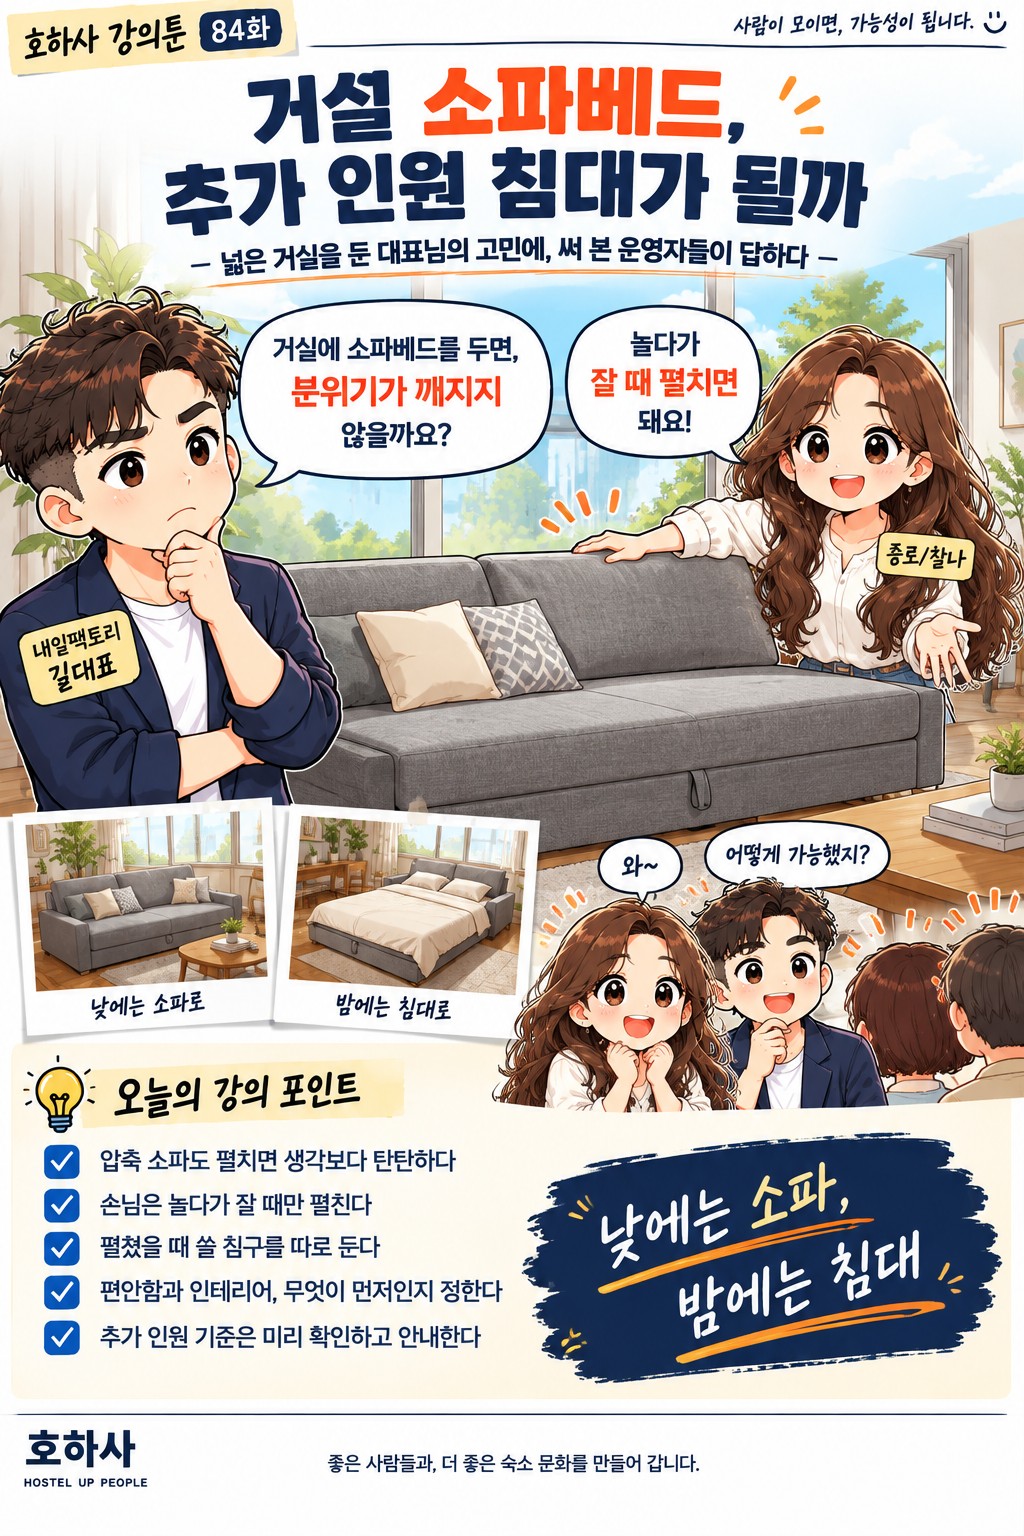 호하사 강의툰 84화
사람이 모이면, 가능성이 됩니다.
거설 소파베드,
추가 인원 침대가 될까
– 넓은 거실을 둔 대표님의 고민에, 써 본 운영자들이 답하다 –
거실에 소파베드를 두면,
분위기가 깨지지
않을까요?
놀다가
잘 때 펼치면
돼요!
종로/찰나
내일팩토리
길대표
와~
어떻게 가능했지?
낮에는 소파로
밤에는 침대로
오늘의 강의 포인트
압축 소파도 펼치면 생각보다 탄탄하다
손님은 놀다가 잘 때만 펼친다
펼쳤을 때 쓸 침구를 따로 둔다
편안함과 인테리어, 무엇이 먼저인지 정한다
추가 인원 기준은 미리 확인하고 안내한다
낮에는 소파,
밤에는 침대
호하사
HOSTEL UP PEOPLE
좋은 사람들과, 더 좋은 숙소 문화를 만들어 갑니다.